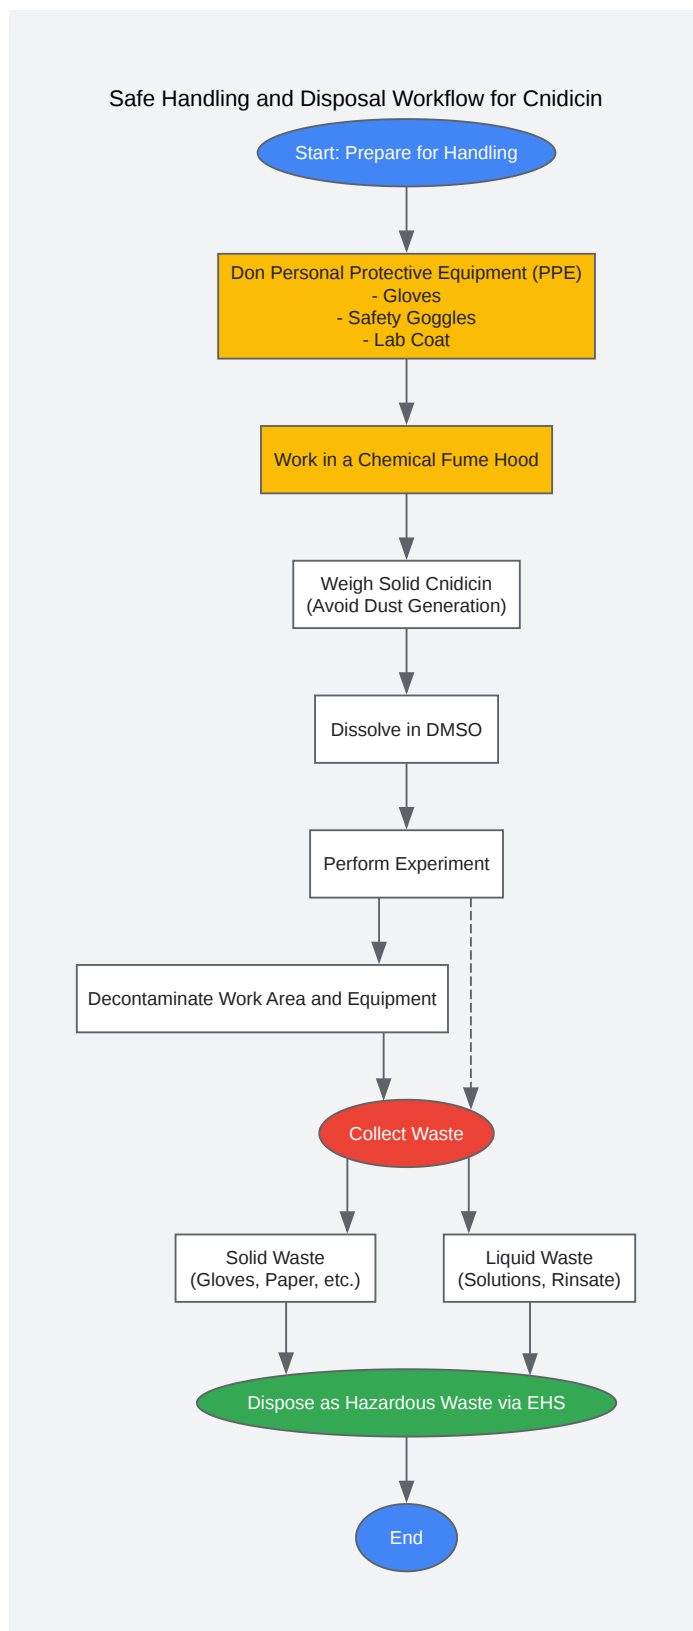 Safe Handling and Disposal Workflow for Cnidicin
Start: Prepare for Handling
Don Personal Protective Equipment (PPE)
- Gloves
- Safety Goggles
- Lab Coat
Work in a Chemical Fume Hood
Weigh Solid Cnidicin
(Avoid Dust Generation)
Dissolve in DMSO
Perform Experiment
Decontaminate Work Area and Equipment
Collect Waste
Solid Waste
(Gloves, Paper, etc.)
Liquid Waste
(Solutions, Rinsate)
Dispose as Hazardous Waste via EHS
End